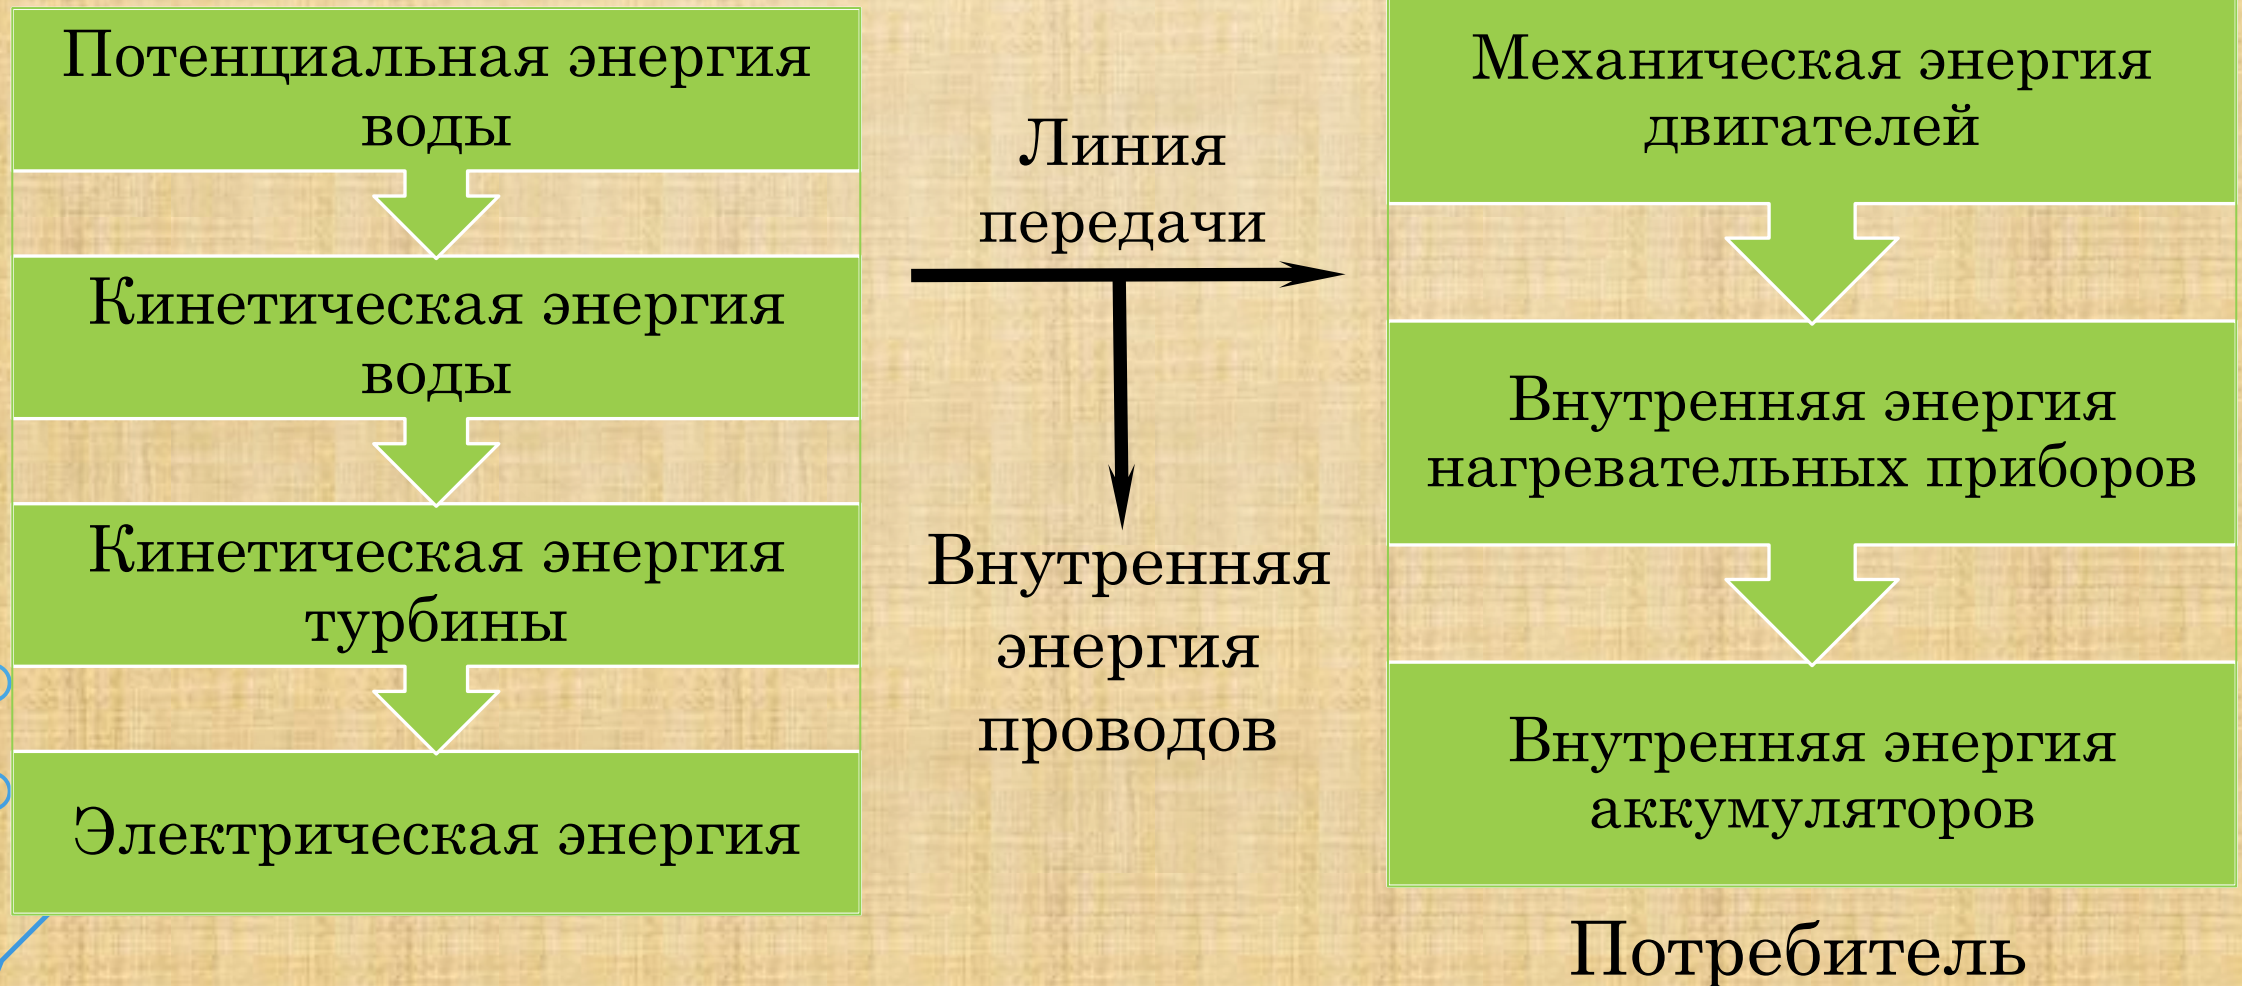 Потенциальная энергия
воды
Кинетическая энергия
воды
Кинетическая энергия
турбины
Электрическая энергия
Линия
передачи
Внутренняя
энергия
проводов
Механическая энергия
двигателей
Внутренняя энергия
нагревательных приборов
Внутренняя энергия
аккумуляторов
Потребитель